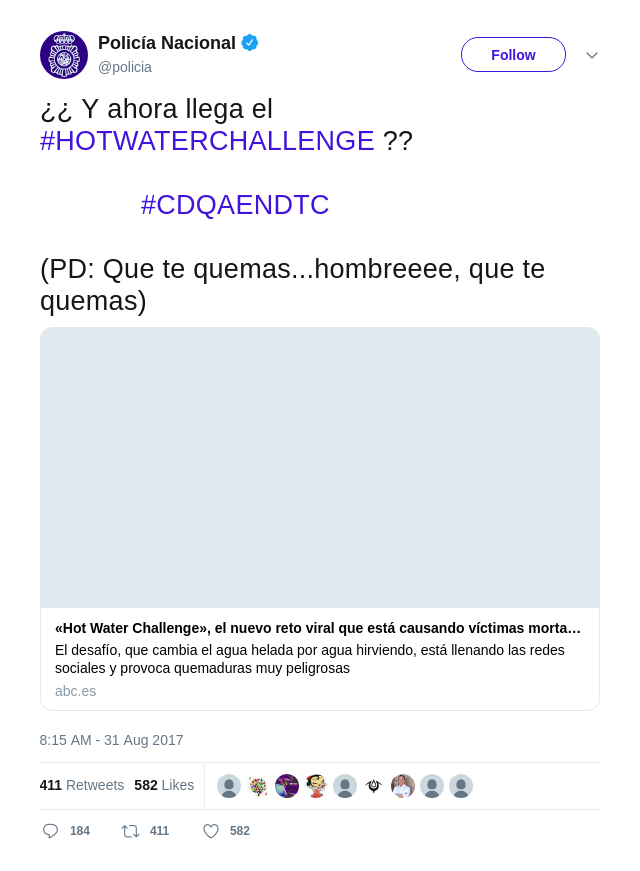 Policía Nacional
@policia
Follow
¿¿ Y ahora llega el
#HOTWATERCHALLENGE ??
#CDQAENDTC
(PD: Que te quemas...hombreeee, que te
quemas)
«Hot Water Challenge», el nuevo reto viral que está causando víctimas morta…
El desafío, que cambia el agua helada por agua hirviendo, está llenando las redes
sociales y provoca quemaduras muy peligrosas
abc.es
8:15 AM - 31 Aug 2017
411 Retweets 582 Likes
184 411 582